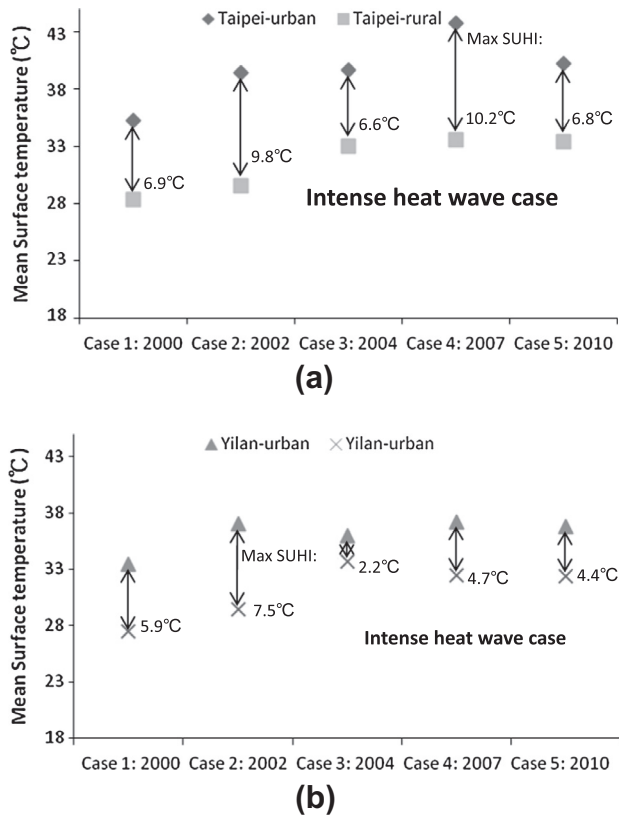 Mean Surface temperature (℃)
43
38
33
28
23
18
Taipei-urban Taipei-rural
Max SUHI:
6.9℃
9.8℃
6.6℃
10.2℃
6.8℃
Intense heat wave case
Case 1: 2000 Case 2: 2002 Case 3: 2004 Case 4: 2007 Case 5: 2010
(a)
Mean Surface temperature (℃)
43
38
33
28
23
18
Yilan-urban Yilan-urban
Max SUHI:
5.9℃
7.5℃
2.2℃
4.7℃
4.4℃
Intense heat wave case
Case 1: 2000 Case 2: 2002 Case 3: 2004 Case 4: 2007 Case 5: 2010
(b)